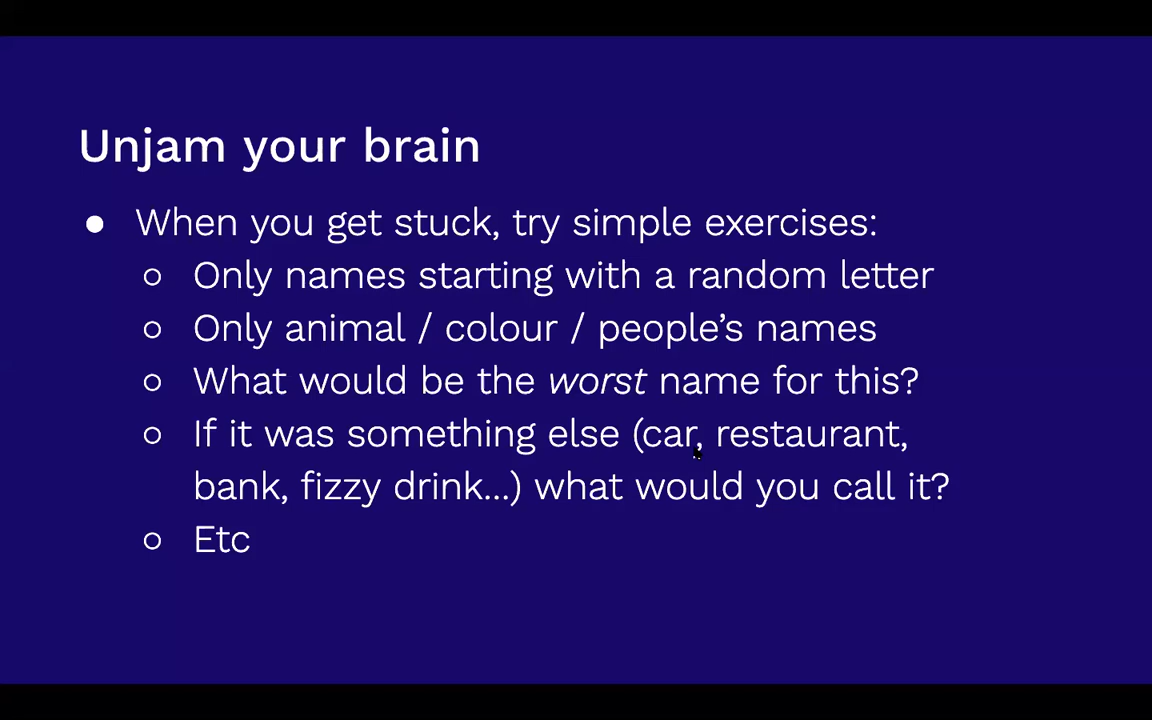 Unjam your brain
● When you get stuck, try simple exercises:
○ Only names starting with a random letter
○ Only animal / colour / people’s names
○ What would be the worst name for this?
○ If it was something else (car, restaurant,
bank, fizzy drink...) what would you call it?
○ Etc